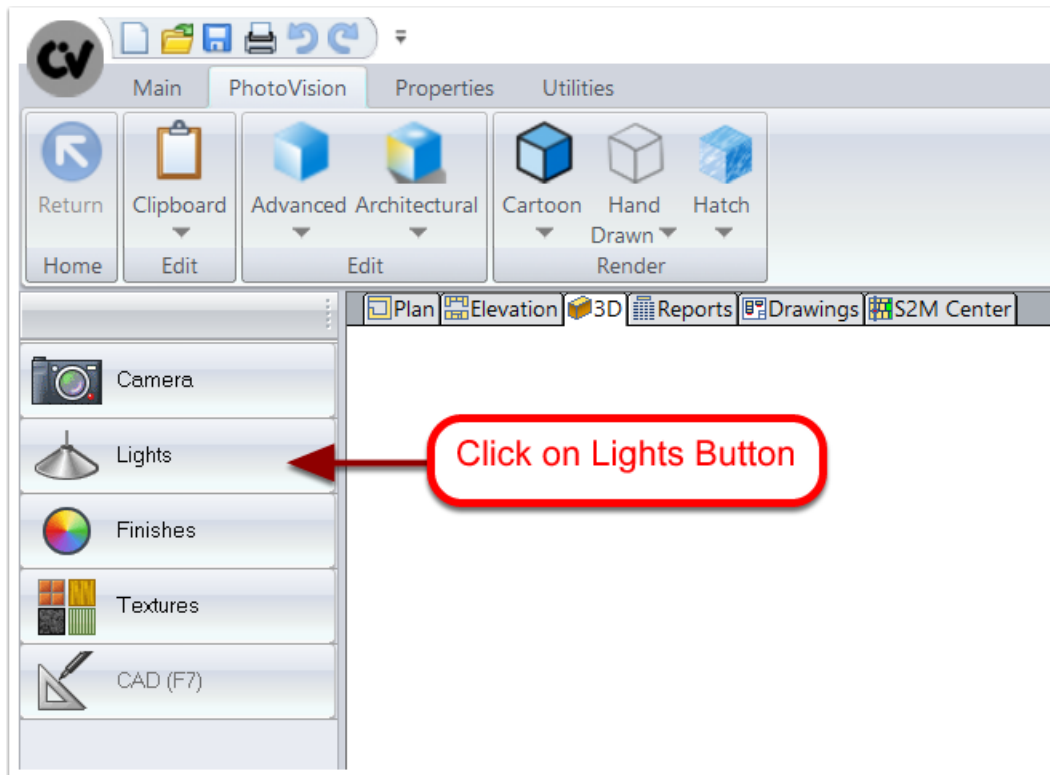 CV
Main PhotoVision Properties Utilities
Return Clipboard Advanced Architectural Cartoon Hand Drawn Hatch
Home Edit Edit Render
Plan Elevation 3D Reports Drawings S2M Center
Camera
Lights
Click on Lights Button
Finishes
Textures
CAD (F7)